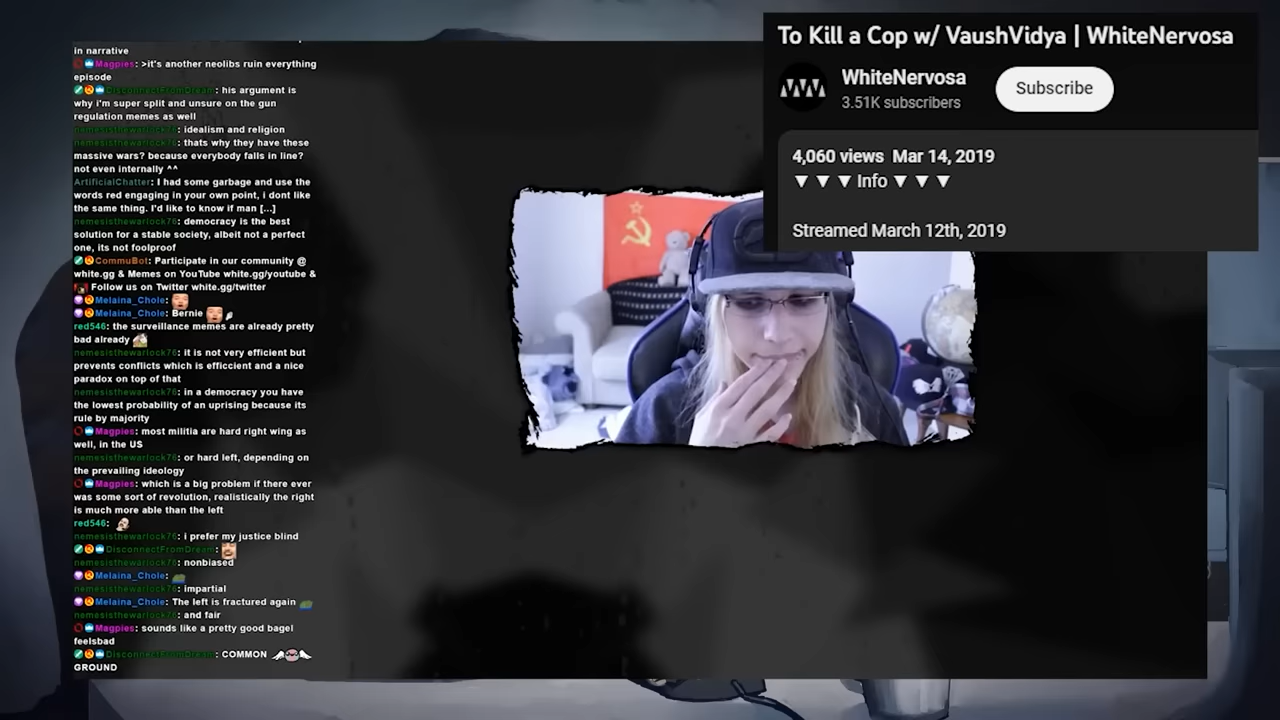 To Kill a Cop w/ VaushVidya | WhiteNervosa
WhiteNervosa
3.51K subscribers
Subscribe
4,060 views Mar 14, 2019
▼ ▼ ▼ Info ▼ ▼ ▼
Streamed March 12th, 2019
in narrative
Magpies: >it's another neolibs ruin everything
episode
DisconnectFromDream: his argument is
why i'm super split and unsure on the gun
regulation memes as well
nemesisthewarlock76: idealism and religion
nemesisthewarlock76: thats why they have these
massive wars? because everybody falls in line?
not even internally ^^
ArtificialChatter: I had some garbage and use the
words red engaging in your own point, i dont like
the same thing. I'd like to know if man [...]
nemesisthewarlock76: democracy is the best
solution for a stable society, albeit not a perfect
one, its not foolproof
CommuBot: Participate in our community @
white.gg & Memes on YouTube white.gg/youtube &
Follow us on Twitter white.gg/twitter
Melaina_Chole:
Melaina_Chole: Bernie
red546: the surveillance memes are already pretty
bad already
nemesisthewarlock76: it is not very efficient but
prevents conflicts which is efficcient and a nice
paradox on top of that
nemesisthewarlock76: in a democracy you have
the lowest probability of an uprising because its
rule by majority
Magpies: most militia are hard right wing as
well, in the US
nemesisthewarlock76: or hard left, depending on
the prevailing ideology
Magpies: which is a big problem if there ever
was some sort of revolution, realistically the right
is much more able than the left
red546:
nemesisthewarlock76: i prefer my justice blind
DisconnectFromDream:
nemesisthewarlock76: nonbiased
Melaina_Chole:
nemesisthewarlock76: impartial
Melaina_Chole: The left is fractured again
nemesisthewarlock76: and fair
Magpies: sounds like a pretty good bagel
feelsbad
DisconnectFromDream: COMMON
GROUND